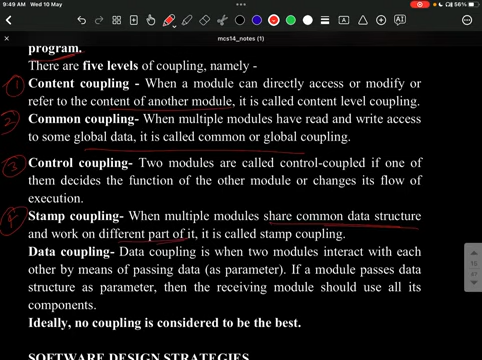 9:49 AM Wed 10 May
56%
mcs14_notes (1)
program.
There are five levels of coupling, namely -
1 Content coupling - When a module can directly access or modify or
refer to the content of another module, it is called content level coupling.
2 Common coupling- When multiple modules have read and write access
to some global data, it is called common or global coupling.
3 Control coupling- Two modules are called control-coupled if one of
them decides the function of the other module or changes its flow of
execution.
4 Stamp coupling- When multiple modules share common data structure
and work on different part of it, it is called stamp coupling.
Data coupling- Data coupling is when two modules interact with each
other by means of passing data (as parameter). If a module passes data
structure as parameter, then the receiving module should use all its
components.
Ideally, no coupling is considered to be the best.
SOFTWARE DESIGN STRATEGIES